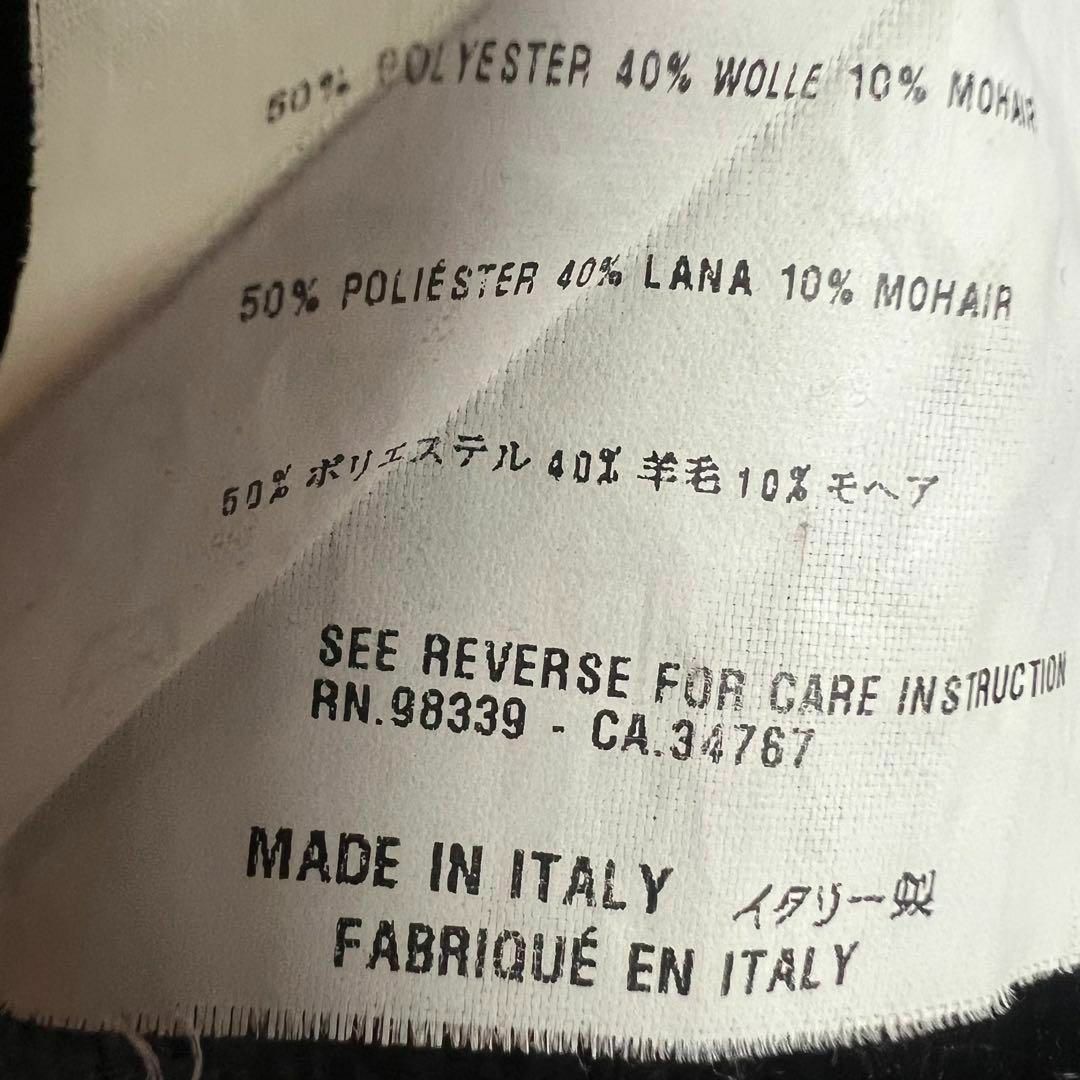 50% POLYESTER 40% WOLLE 10% MOHAIR
50% POLIÉSTER 40% LANA 10% MOHAIR
50% ポリエステル 40% 羊毛 10% モヘア
SEE REVERSE FOR CARE INSTRUCTION
RN.98339 - CA.34767
MADE IN ITALY イタリー製
FABRIQUÉ EN ITALY